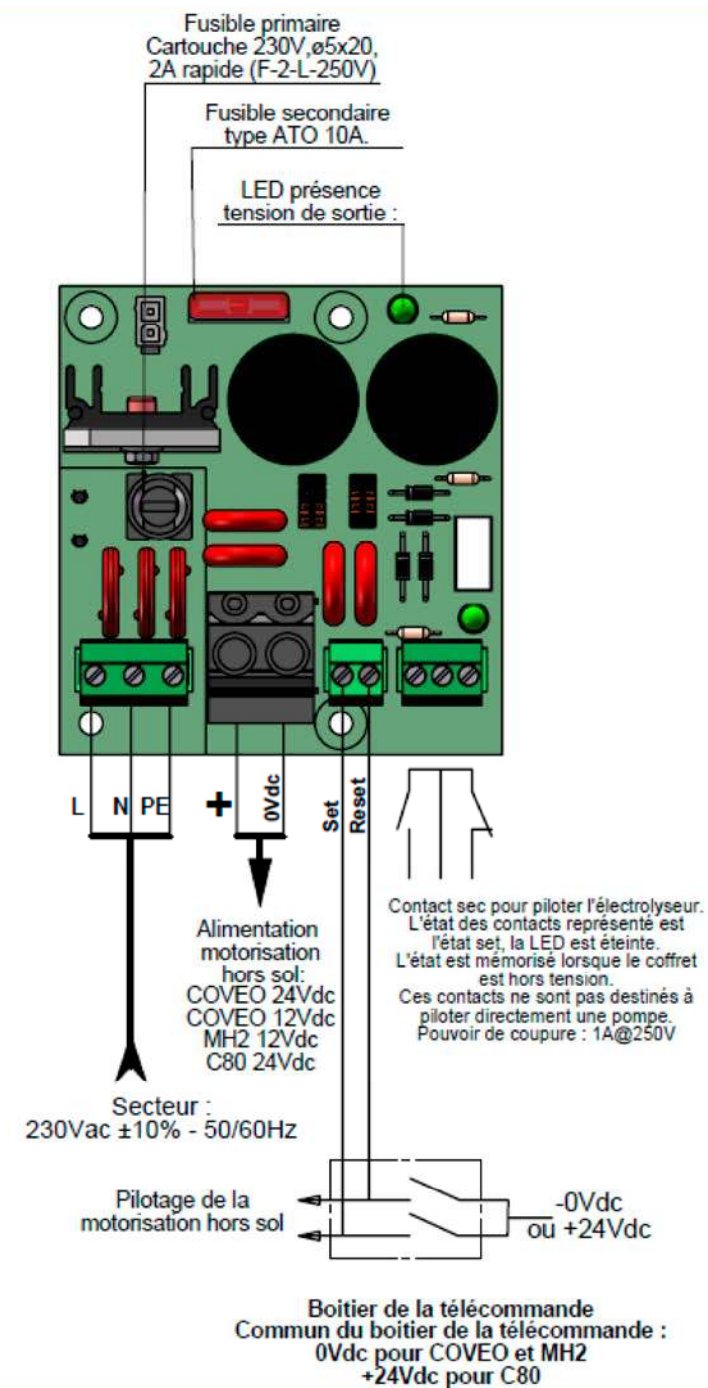 Fusible primaire
Cartouche 230V,ø5x20,
2A rapide (F-2-L-250V)
Fusible secondaire
type ATO 10A.
LED présence
tension de sortie :
L N PE + 0Vdc Set Reset
Alimentation
motorisation
hors sol:
COVEO 24Vdc
COVEO 12Vdc
MH2 12Vdc
C80 24Vdc
Contact sec pour piloter l'électrolyseur.
L'état des contacts représenté est
l'état set, la LED est éteinte.
L'état est mémorisé lorsque le coffret
est hors tension.
Ces contacts ne sont pas destinés à
piloter directement une pompe.
Pouvoir de coupure : 1A@250V
Secteur :
230Vac ±10% - 50/60Hz
Pilotage de la
motorisation hors sol
-0Vdc
ou +24Vdc
Boitier de la télécommande
Commun du boitier de la télécommande :
0Vdc pour COVEO et MH2
+24Vdc pour C80